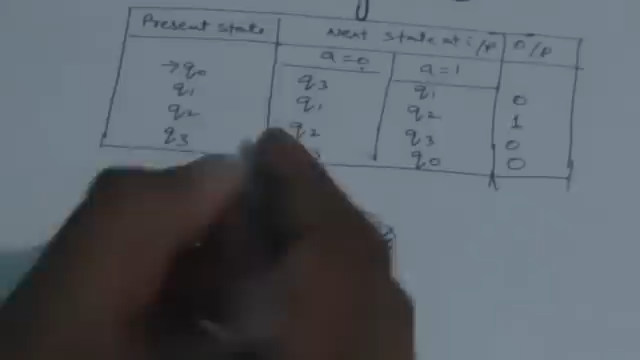 Present state Next state at i/p o/p
a=0 a=1
→q0 q3 q1 0
q1 q1 q2 1
q2 q2 q3 0
q3 3 q0 0